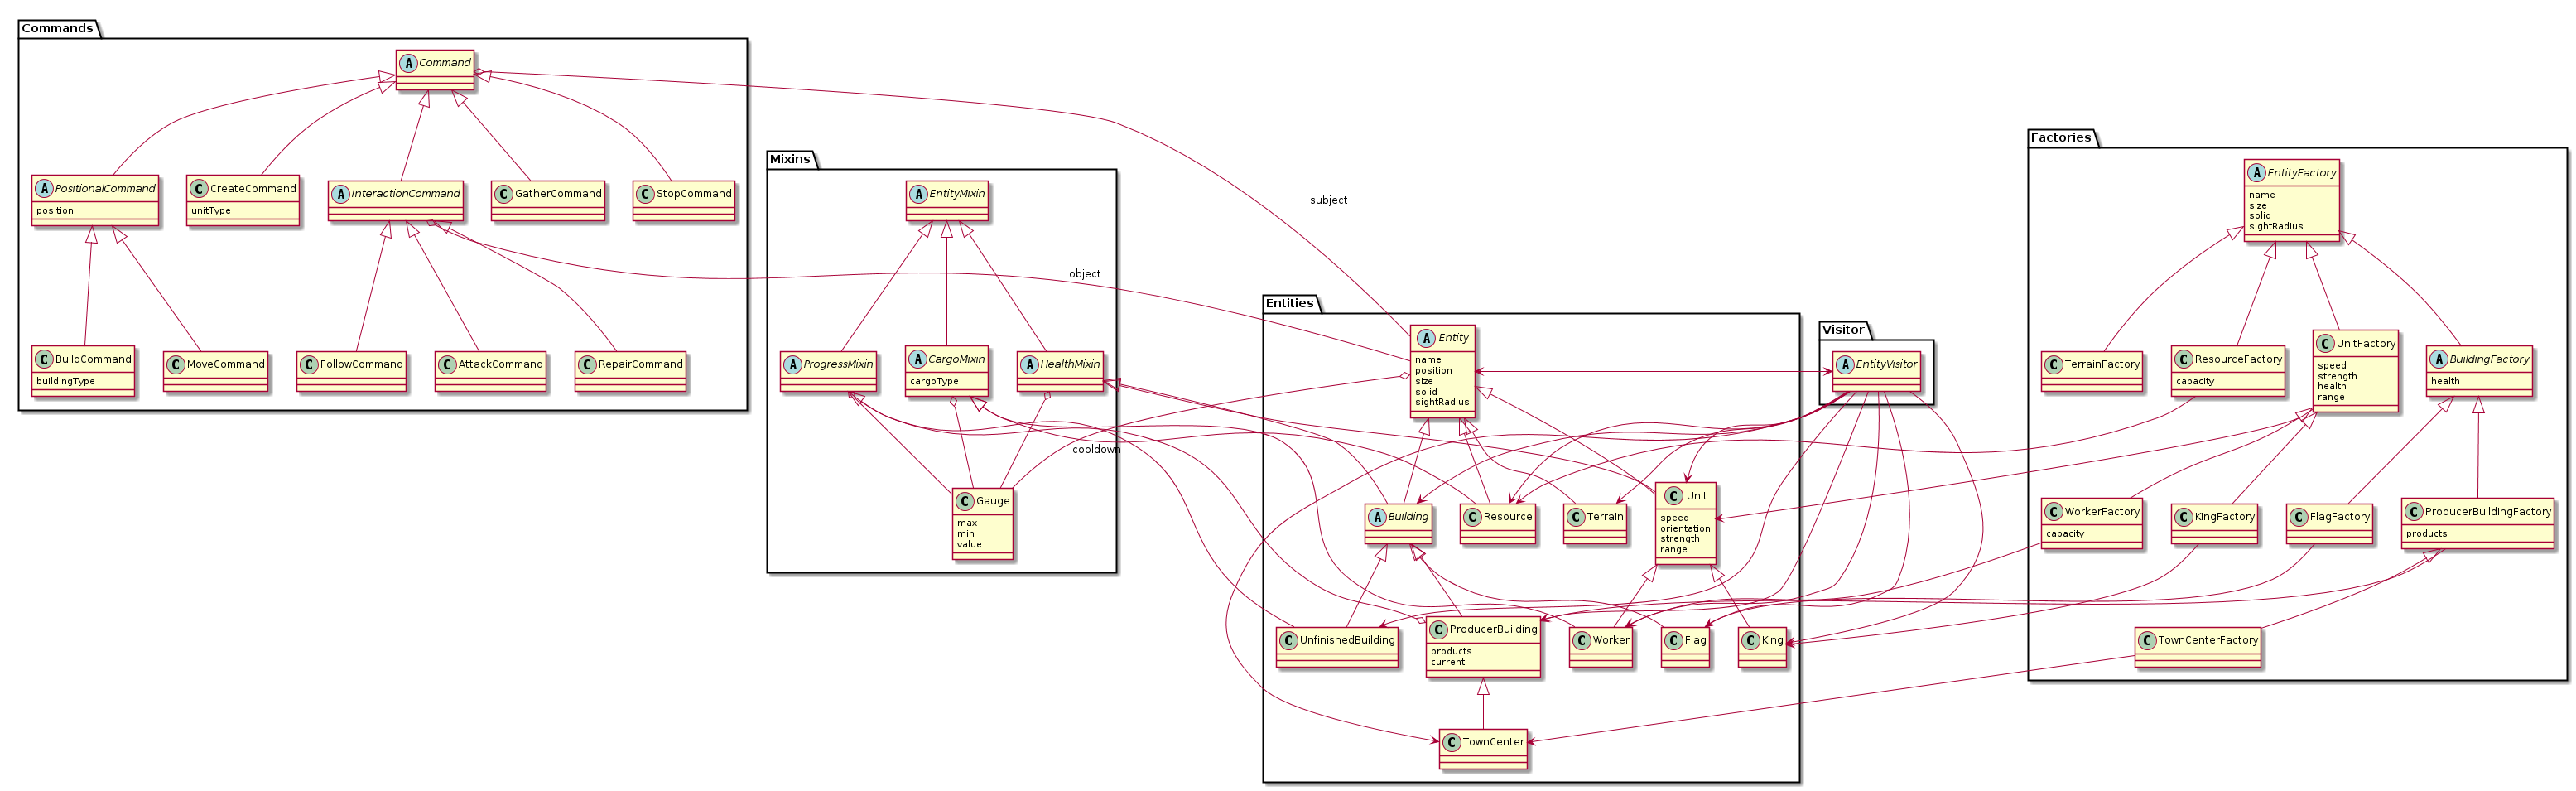 Commands
A Command
A PositionalCommand
position
C CreateCommand
unitType
A InteractionCommand
C GatherCommand
C StopCommand
C BuildCommand
buildingType
C MoveCommand
C FollowCommand
C AttackCommand
C RepairCommand
subject
object
Mixins
A EntityMixin
A ProgressMixin
A CargoMixin
cargoType
A HealthMixin
cooldown
C Gauge
max
min
value
Entities
A Entity
name
position
size
solid
sightRadius
A Building
C Resource
C Terrain
C Unit
speed
orientation
strength
range
C UnfinishedBuilding
C ProducerBuilding
products
current
C Worker
C Flag
C King
C TownCenter
Visitor
A EntityVisitor
Factories
A EntityFactory
name
size
solid
sightRadius
C TerrainFactory
C ResourceFactory
capacity
C UnitFactory
speed
strength
health
range
A BuildingFactory
health
C WorkerFactory
capacity
C KingFactory
C FlagFactory
C ProducerBuildingFactory
products
C TownCenterFactory